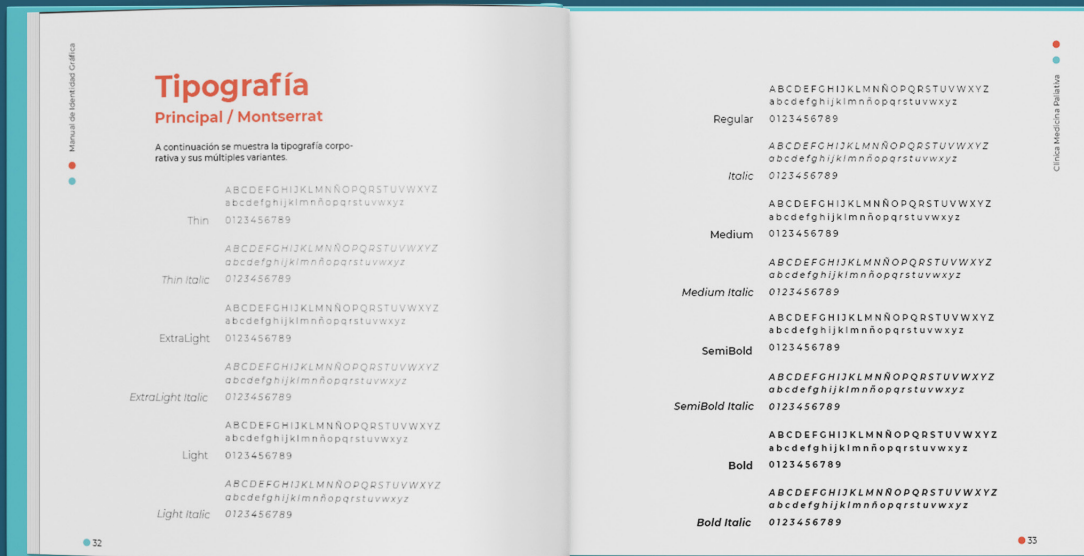 Manual de Identidad Gráfica
Tipografía
Principal / Montserrat
A continuación se muestra la tipografía corpo-
rativa y sus múltiples variantes.
ABCDEFGHIJKLMNÑOPQRSTUVWXYZ
abcdefghijklmnñopqrstuvwxyz
Thin 0123456789
ABCDEFGHIJKLMNÑOPQRSTUVWXYZ
abcdefghijklmnñopqrstuvwxyz
Thin Italic 0123456789
ABCDEFGHIJKLMNÑOPQRSTUVWXYZ
abcdefghijklmnñopqrstuvwxyz
ExtraLight 0123456789
ABCDEFGHIJKLMNÑOPQRSTUVWXYZ
abcdefghijklmnñopqrstuvwxyz
ExtraLight Italic 0123456789
ABCDEFGHIJKLMNÑOPQRSTUVWXYZ
abcdefghijklmnñopqrstuvwxyz
Light 0123456789
ABCDEFGHIJKLMNÑOPQRSTUVWXYZ
abcdefghijklmnñopqrstuvwxyz
Light Italic 0123456789
32
ABCDEFGHIJKLMNÑOPQRSTUVWXYZ
abcdefghijklmnñopqrstuvwxyz
Regular 0123456789
ABCDEFGHIJKLMNÑOPQRSTUVWXYZ
abcdefghijklmnñopqrstuvwxyz
Italic 0123456789
ABCDEFGHIJKLMNÑOPQRSTUVWXYZ
abcdefghijklmnñopqrstuvwxyz
Medium 0123456789
ABCDEFGHIJKLMNÑOPQRSTUVWXYZ
abcdefghijklmnñopqrstuvwxyz
Medium Italic 0123456789
ABCDEFGHIJKLMNÑOPQRSTUVWXYZ
abcdefghijklmnñopqrstuvwxyz
SemiBold 0123456789
ABCDEFGHIJKLMNÑOPQRSTUVWXYZ
abcdefghijklmnñopqrstuvwxyz
SemiBold Italic 0123456789
ABCDEFGHIJKLMNÑOPQRSTUVWXYZ
abcdefghijklmnñopqrstuvwxyz
Bold 0123456789
ABCDEFGHIJKLMNÑOPQRSTUVWXYZ
abcdefghijklmnñopqrstuvwxyz
Bold Italic 0123456789
Clínica Medicina Paliativa
33